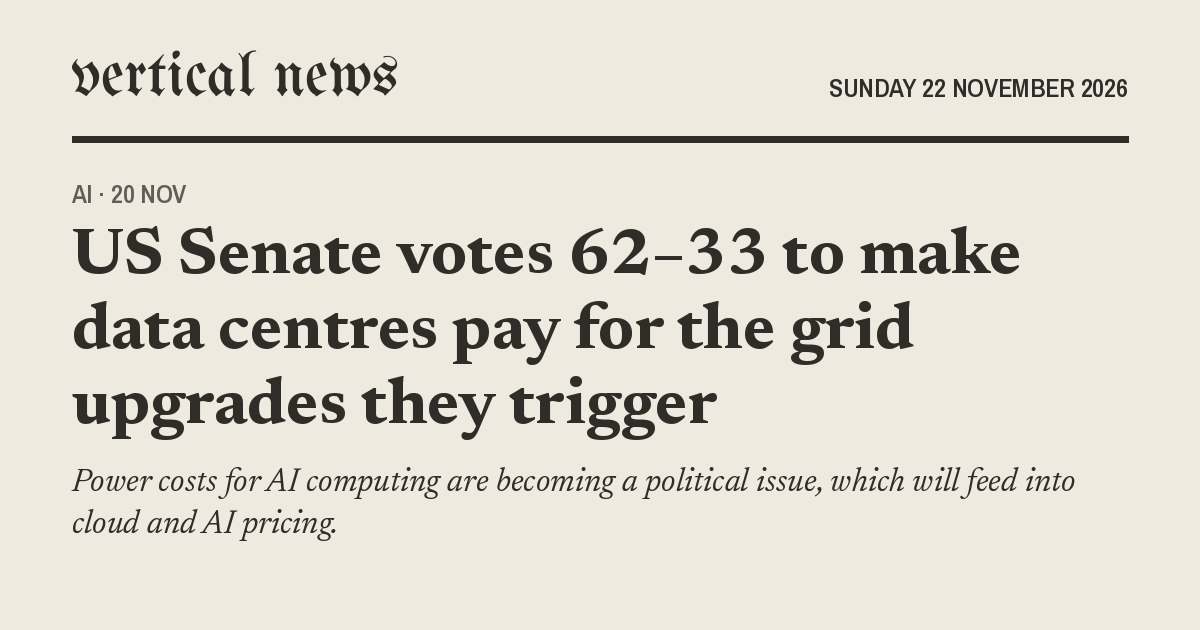 vertical news
SUNDAY 22 NOVEMBER 2026
AI · 20 NOV
US Senate votes 62–33 to make
data centres pay for the grid
upgrades they trigger
Power costs for AI computing are becoming a political issue, which will feed into
cloud and AI pricing.